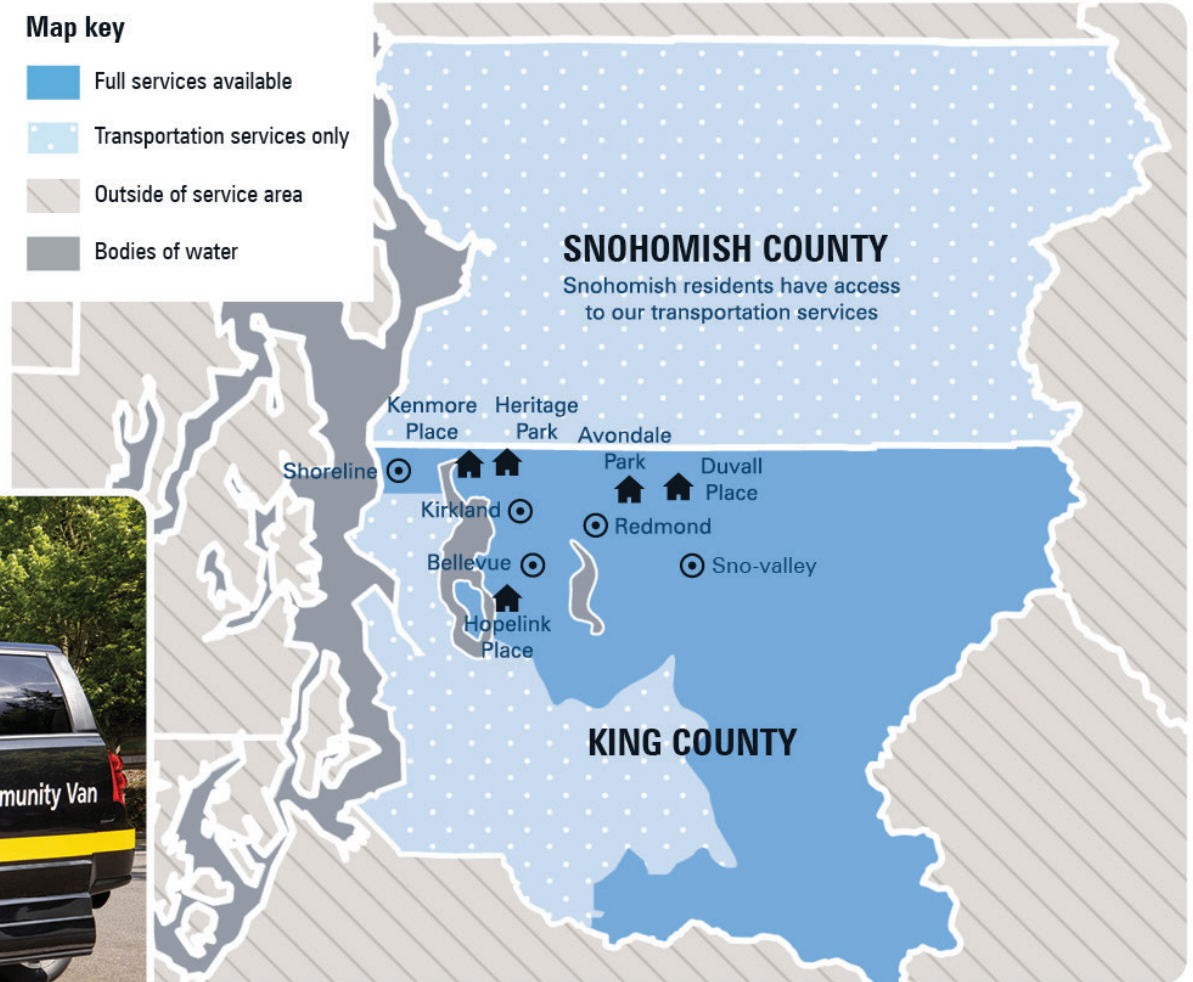 Map key
Full services available
Transportation services only
Outside of service area
Bodies of water
SNOHOMISH COUNTY
Snohomish residents have access
to our transportation services
Kenmore
Place
Heritage
Park
Avondale
Park
Duvall
Place
Shoreline
Kirkland
Redmond
Bellevue
Sno-valley
Hopelink
Place
KING COUNTY
munity Van